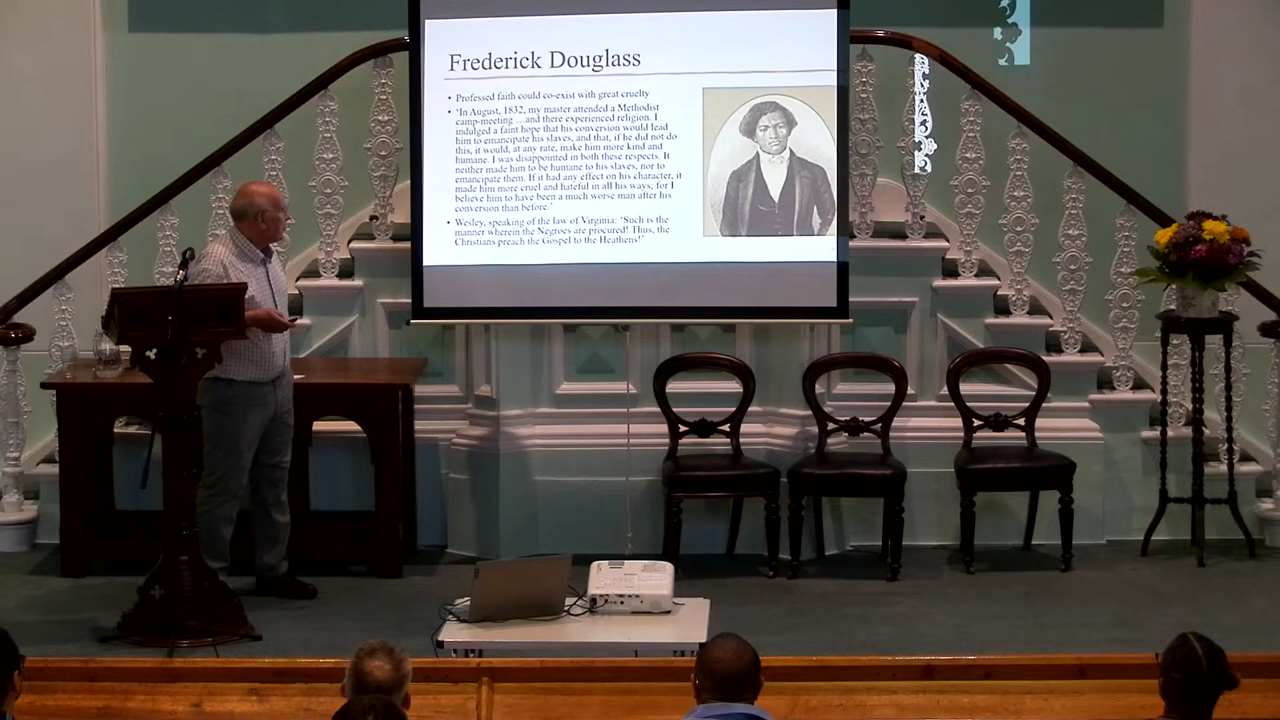 Frederick Douglass
• Professed faith could co-exist with great cruelty
• 'In August, 1832, my master attended a Methodist
camp-meeting …and there experienced religion. I
indulged a faint hope that his conversion would lead
him to emancipate his slaves, and that, if he did not do
this, it would, at any rate, make him more kind and
humane. I was disappointed in both these respects. It
neither made him to be humane to his slaves, nor to
emancipate them. If it had any effect on his character, it
made him more cruel and hateful in all his ways; for I
believe him to have been a much worse man after his
conversion than before.'
• Wesley, speaking of the law of Virginia: 'Such is the
manner wherein the Negroes are procured! Thus, the
Christians preach the Gospel to the Heathens!'